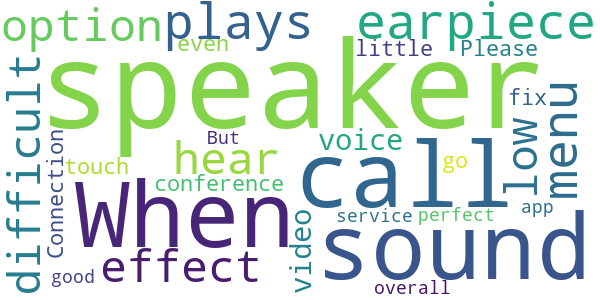 option
plays
earpiece
even
little
Please
speaker
difficult
fix
menu
But
voice
low
hear
call
go
touch
Connection
conference
When
app
service
perfect
video
sound
effect
good
overall